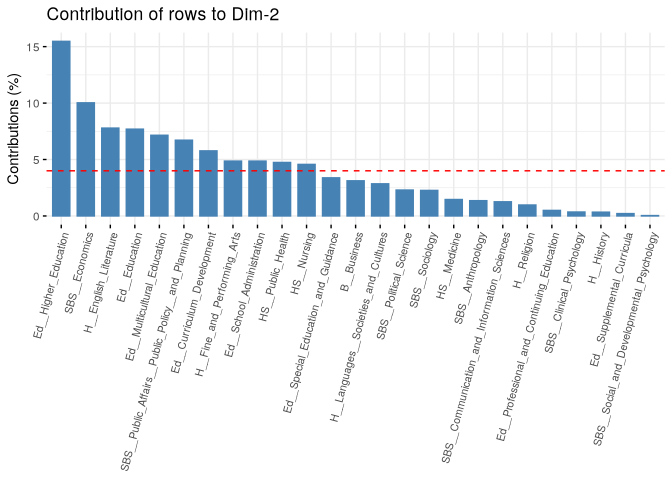 Contribution of rows to Dim-2
Contributions (%)
15
10
5
0
Ed__Higher_Education
SBS__Economics
H__English_Literature
Ed__Education
Ed__Multicultural_Education
SBS__Public_Affairs__Public_Policy__and_Planning
Ed__Curriculum_Development
H__Fine_and_Performing_Arts
Ed__School_Administration
HS__Public_Health
HS__Nursing
Ed__Special_Education_and_Guidance
B__Business
H__Languages__Societies_and_Cultures
SBS__Political_Science
SBS__Sociology
HS__Medicine
SBS__Anthropology
SBS__Communication_and_Information_Sciences
H__Religion
Ed__Professional_and_Continuing_Education
SBS__Clinical_Psychology
H__History
Ed__Supplemental_Curricula
SBS__Social_and_Developmental_Psychology